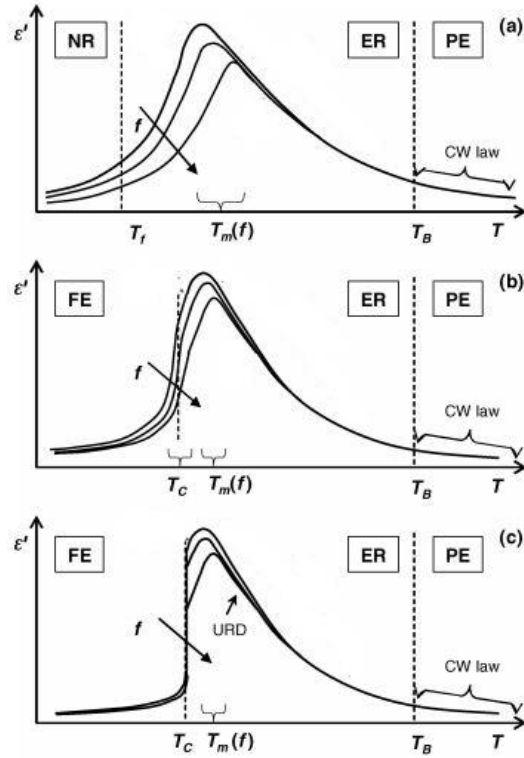 (a)
ε'
NR
ER
PE
f
CW law
T_f
T_m(f)
T_B
T
(b)
ε'
FE
ER
PE
f
CW law
T_C
T_m(f)
T_B
T
(c)
ε'
FE
ER
PE
f
URD
CW law
T_C
T_m(f)
T_B
T